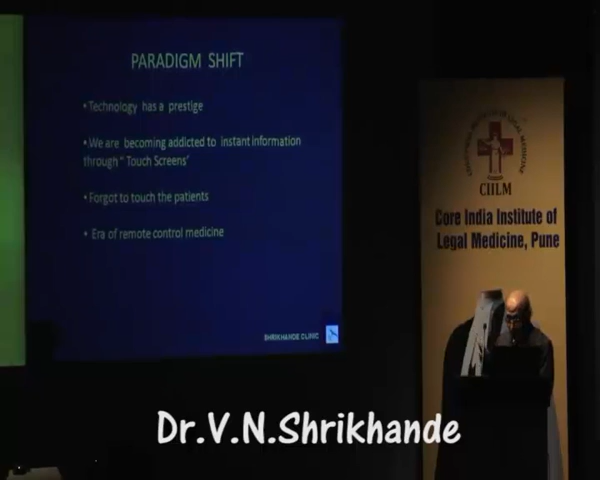 PARADIGM SHIFT
• Technology has a prestige
• We are becoming addicted to instant information
through “ Touch Screens’
• Forgot to touch the patients
• Era of remote control medicine
SHRIKHANDE CLINIC
CIILM
Core India Institute of
Legal Medicine, Pune
Dr.V.N.Shrikhande